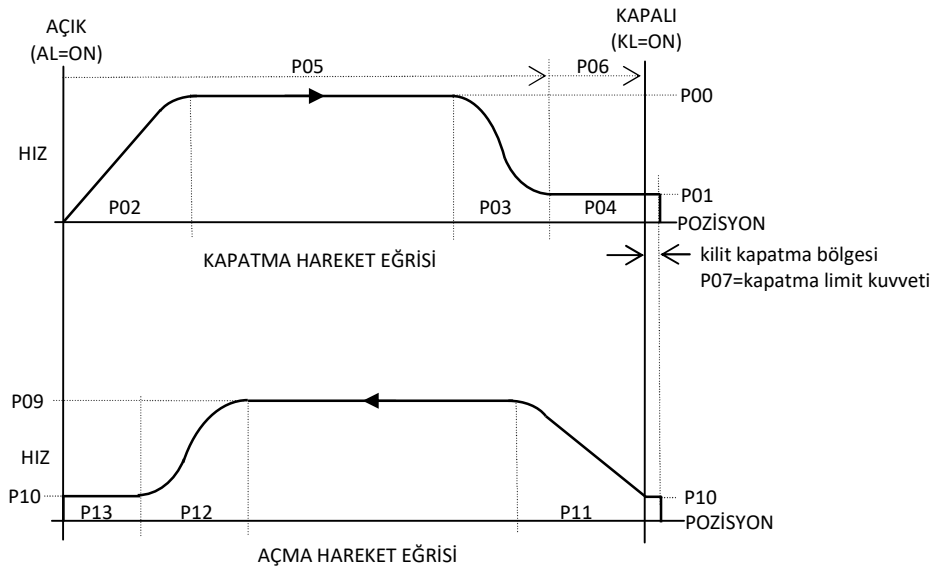 AÇIK
(AL=ON)
KAPALI
(KL=ON)
P05
P06
P00
HIZ
P01
P02
P03
P04
POZİSYON
KAPATMA HAREKET EĞRİSİ
kilit kapatma bölgesi
P07=kapatma limit kuvveti
P09
HIZ
P10
P10
P13
P12
P11
POZİSYON
AÇMA HAREKET EĞRİSİ